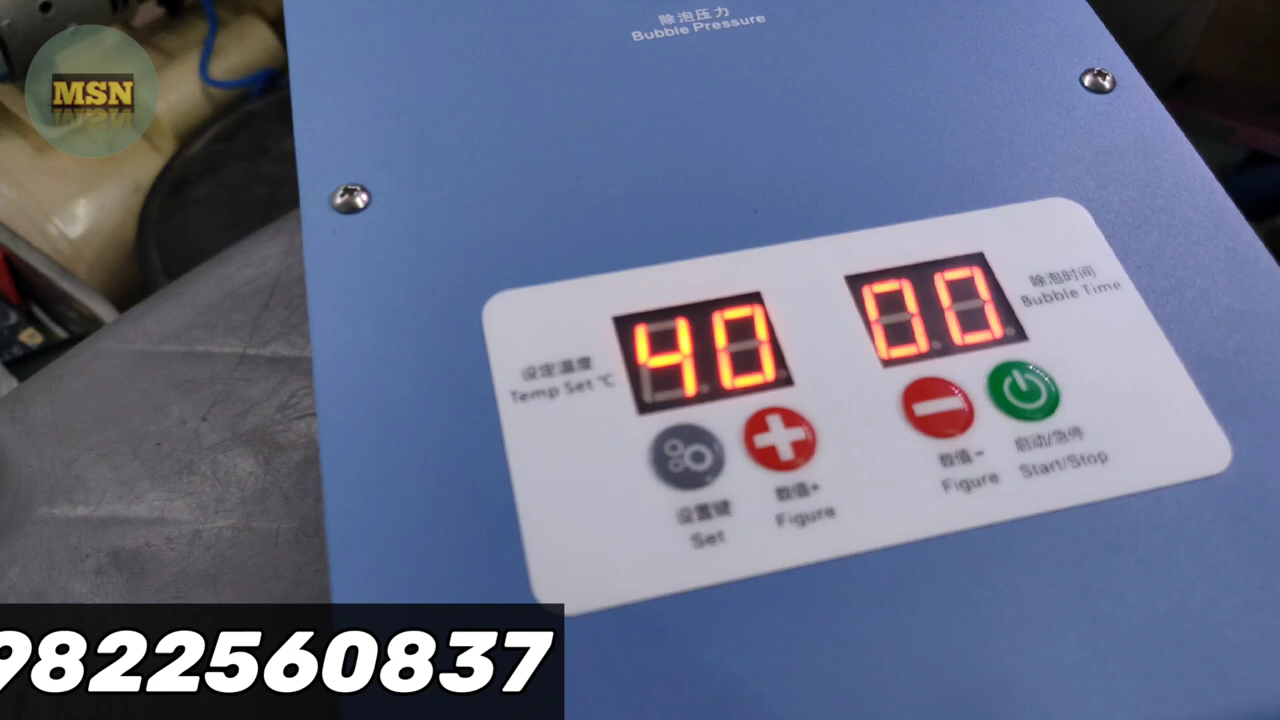 除泡压力
Bubble Pressure
MSN
40
00
除泡时间
Bubble Time
设定温度
Temp Set ℃
设置键
Set
数值+
Figure
数值-
Figure
启动/急停
Start/Stop
9822560837